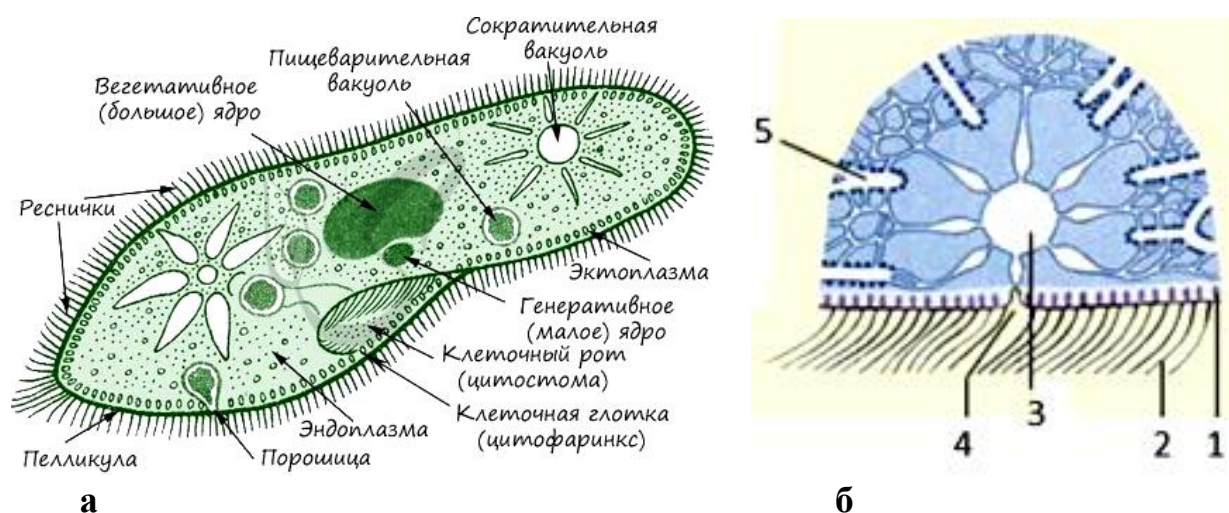 Сократительная
вакуоль
Пищеварительная
вакуоль
Вегетативное
(большое) ядро
Реснички
Эктоплазма
Генеративное
(малое) ядро
Клеточный рот
(цитостома)
Клеточная глотка
(цитофаринкс)
Эндоплазма
Порошица
Пелликула
а
5
4
3
2
1
б